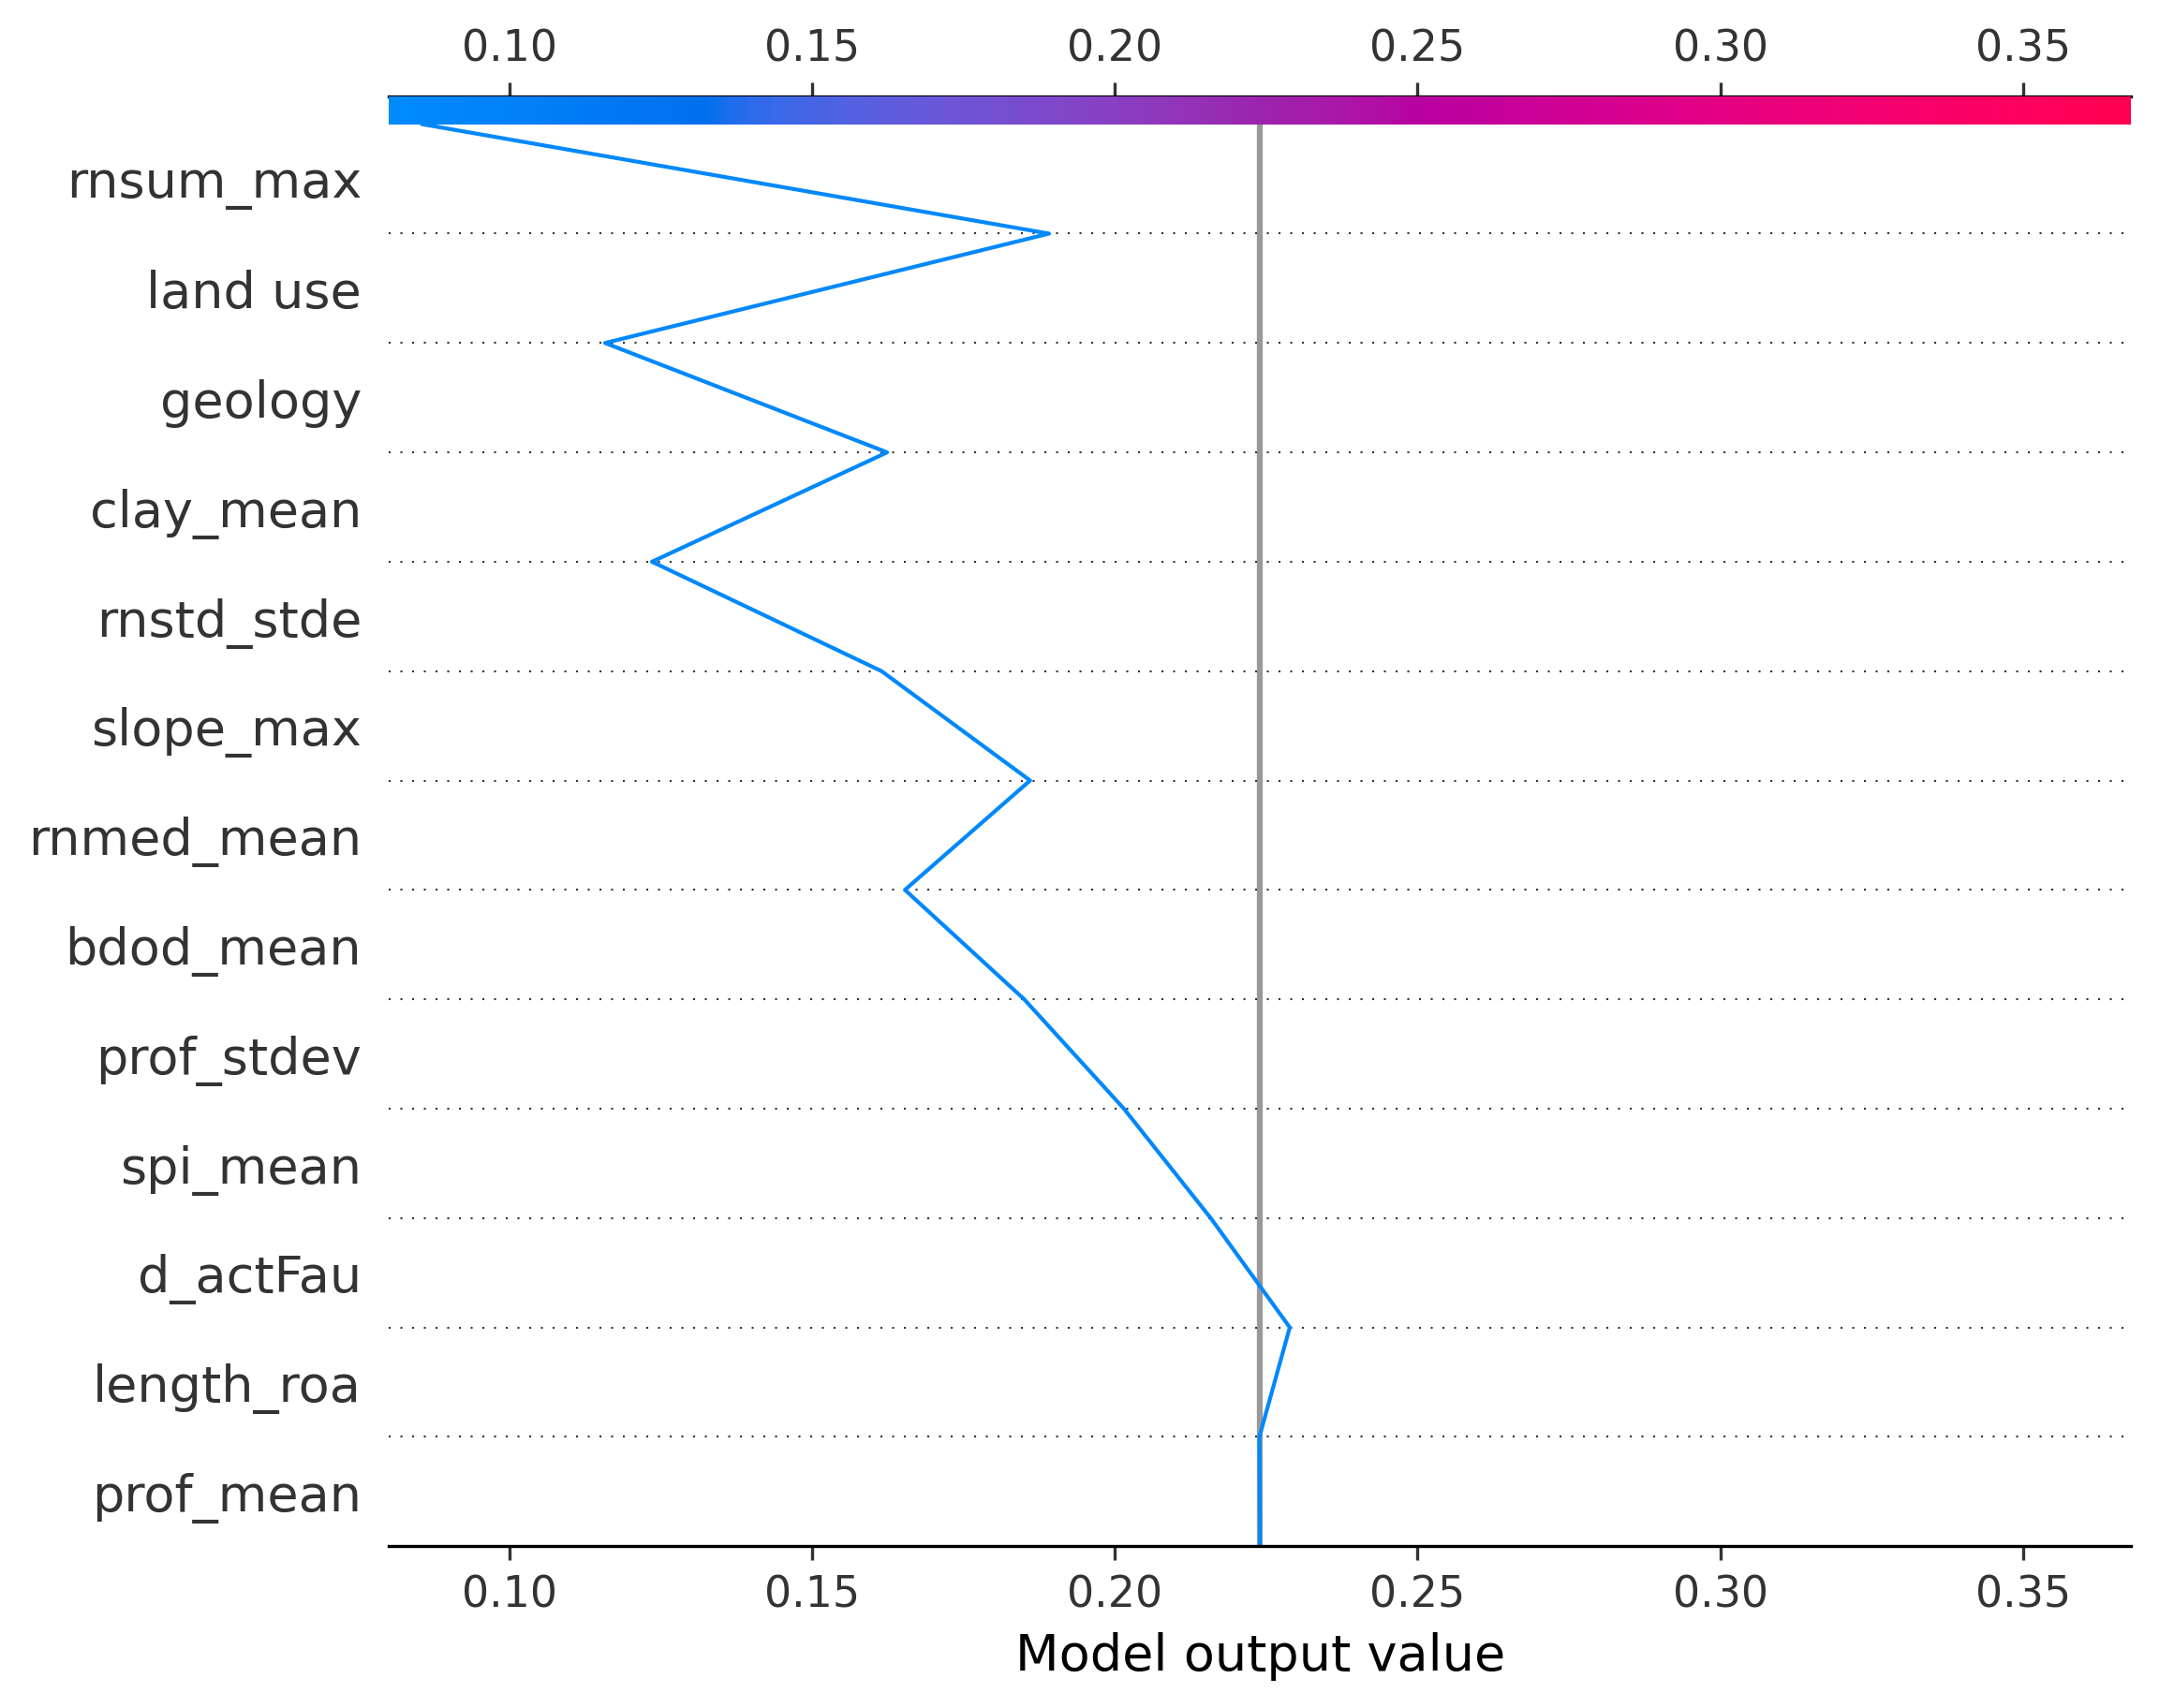 0.10 0.15 0.20 0.25 0.30 0.35
rnsum_max
land use
geology
clay_mean
rnstd_stde
slope_max
rnmed_mean
bdod_mean
prof_stdev
spi_mean
d_actFau
length_roa
prof_mean
0.10 0.15 0.20 0.25 0.30 0.35
Model output value